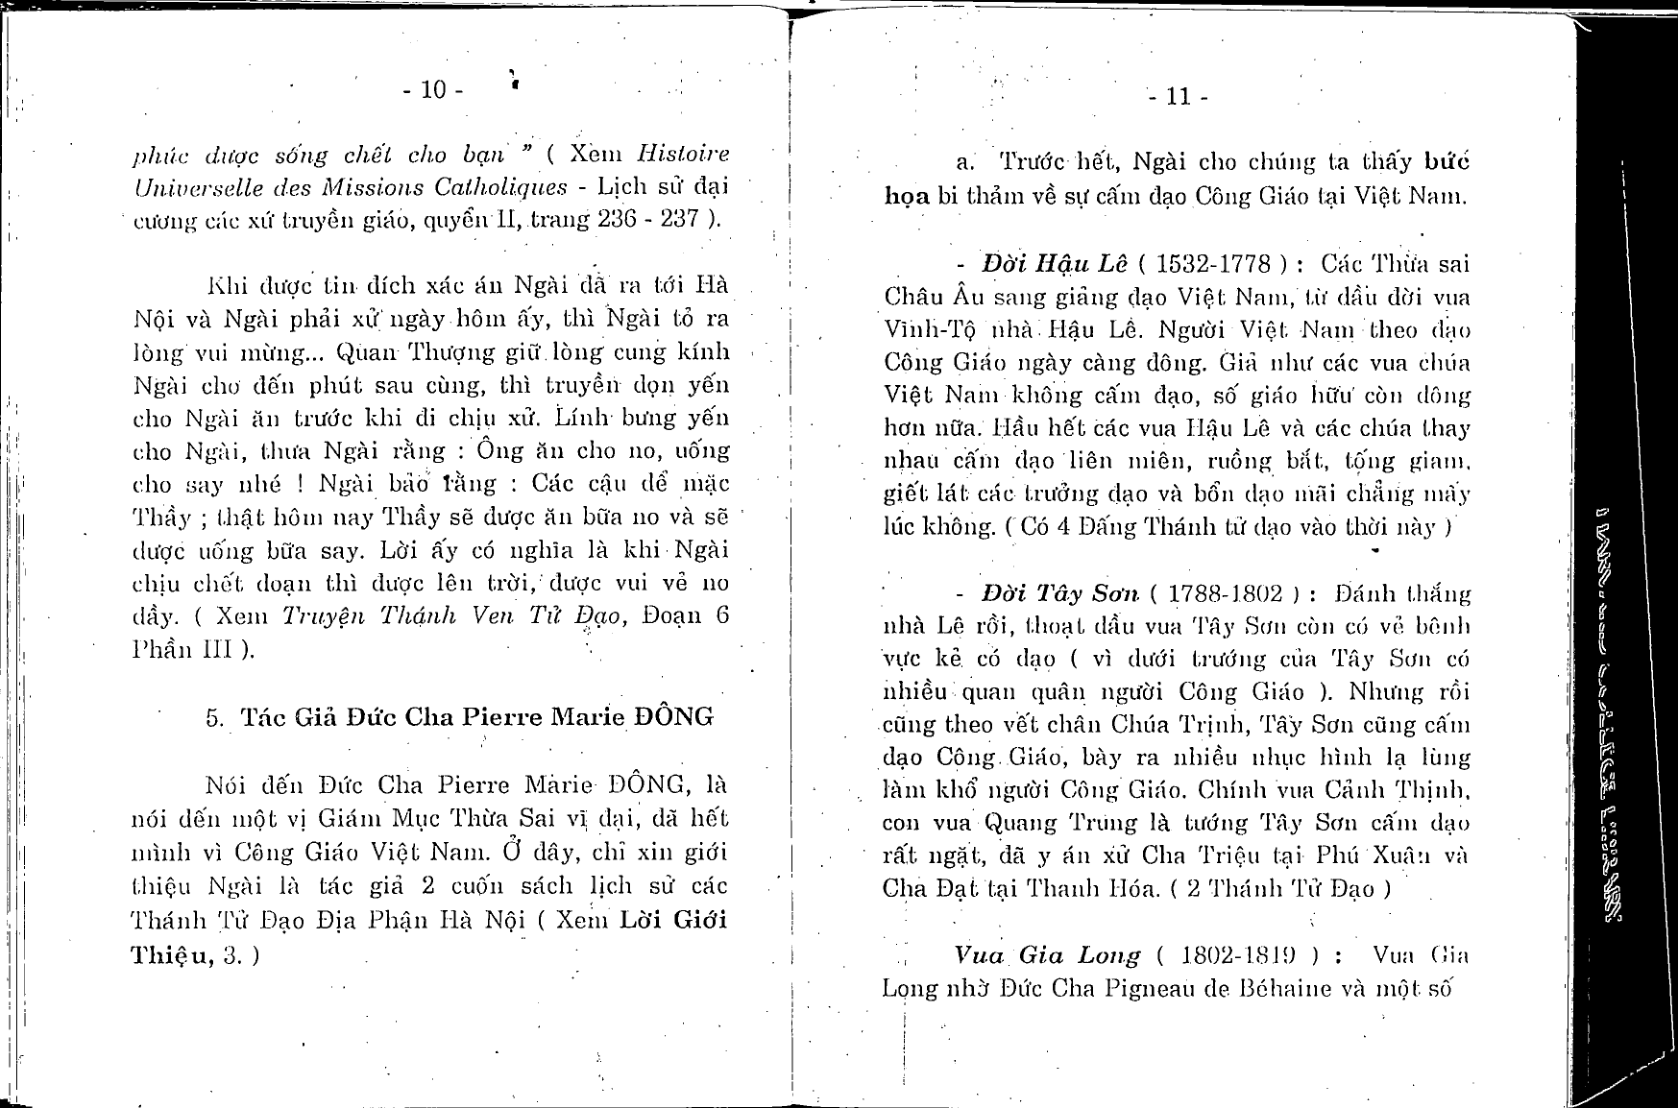 - 10 -
phúc được sống chết cho bạn " ( Xem Histoire
Universelle des Missions Catholiques - Lịch sử đại
cương các xứ truyền giáo, quyển II, trang 236 - 237 ).
Khi được tin đích xác án Ngài đã ra tới Hà
Nội và Ngài phải xử ngày hôm ấy, thì Ngài tỏ ra
lòng vui mừng... Quan Thượng giữ lòng cung kính
Ngài cho đến phút sau cùng, thì truyền dọn yến
cho Ngài ăn trước khi đi chịu xử. Lính bưng yến
cho Ngài, thưa Ngài rằng : Ông ăn cho no, uống
cho say nhé ! Ngài bảo rằng : Các cậu để mặc
Thầy ; thật hôm nay Thầy sẽ được ăn bữa no và sẽ
được uống bữa say. Lời ấy có nghĩa là khi Ngài
chịu chết đoạn thì được lên trời, được vui vẻ no
đầy. ( Xem Truyện Thánh Ven Tử Đạo, Đoạn 6
Phần III ).
5. Tác Giả Đức Cha Pierre Marie ĐÔNG
Nói đến Đức Cha Pierre Marie ĐÔNG, là
nói đến một vị Giám Mục Thừa Sai vĩ đại, đã hết
mình vì Công Giáo Việt Nam. Ở đây, chỉ xin giới
thiệu Ngài là tác giả 2 cuốn sách lịch sử các
Thánh Tử Đạo Địa Phận Hà Nội ( Xem Lời Giới
Thiệu, 3. )
- 11 -
a. Trước hết, Ngài cho chúng ta thấy bức
họa bi thảm về sự cấm đạo Công Giáo tại Việt Nam.
- Đời Hậu Lê ( 1532-1778 ) : Các Thừa sai
Châu Âu sang giảng đạo Việt Nam, từ đầu đời vua
Vĩnh-Tộ nhà Hậu Lê. Người Việt Nam theo đạo
Công Giáo ngày càng đông. Giả như các vua chúa
Việt Nam không cấm đạo, số giáo hữu còn đông
hơn nữa. Hầu hết các vua Hậu Lê và các chúa thay
nhau cấm đạo liên miên, ruồng bắt, tống giam,
giết lát các trưởng đạo và bổn đạo mãi chẳng mấy
lúc không. ( Có 4 Đấng Thánh tử đạo vào thời này )
- Đời Tây Sơn ( 1788-1802 ) : Đánh thắng
nhà Lê rồi, thoạt đầu vua Tây Sơn còn có vẻ bênh
vực kẻ có đạo ( vì dưới trướng của Tây Sơn có
nhiều quan quân người Công Giáo ). Nhưng rồi
cũng theo vết chân Chúa Trịnh, Tây Sơn cũng cấm
đạo Công Giáo, bày ra nhiều nhục hình lạ lùng
làm khổ người Công Giáo. Chính vua Cảnh Thịnh,
con vua Quang Trung là tướng Tây Sơn cấm đạo
rất ngặt, đã y án xử Cha Triệu tại Phú Xuân và
Cha Đạt tại Thanh Hóa. ( 2 Thánh Tử Đạo )
Vua Gia Long ( 1802-1819 ) : Vua Gia
Long nhờ Đức Cha Pigneau de Béhaine và một số